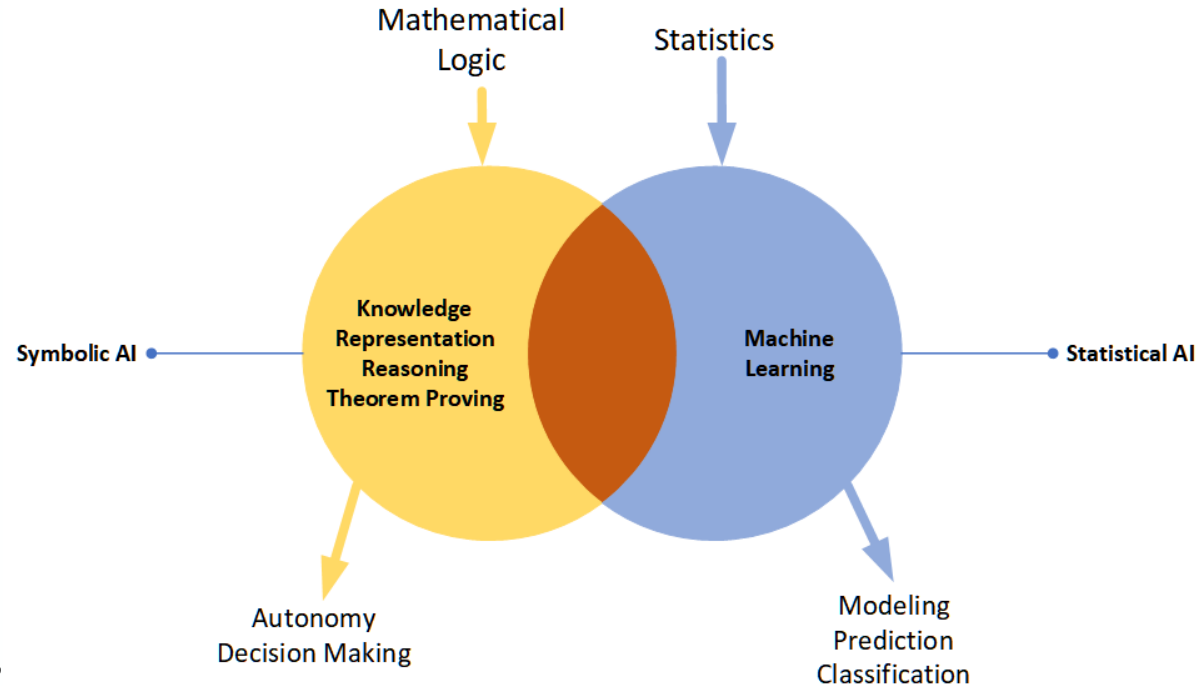 Mathematical
Logic
Statistics
Knowledge
Representation
Reasoning
Theorem Proving
Machine
Learning
Symbolic AI
Statistical AI
Autonomy
Decision Making
Modeling
Prediction
Classification